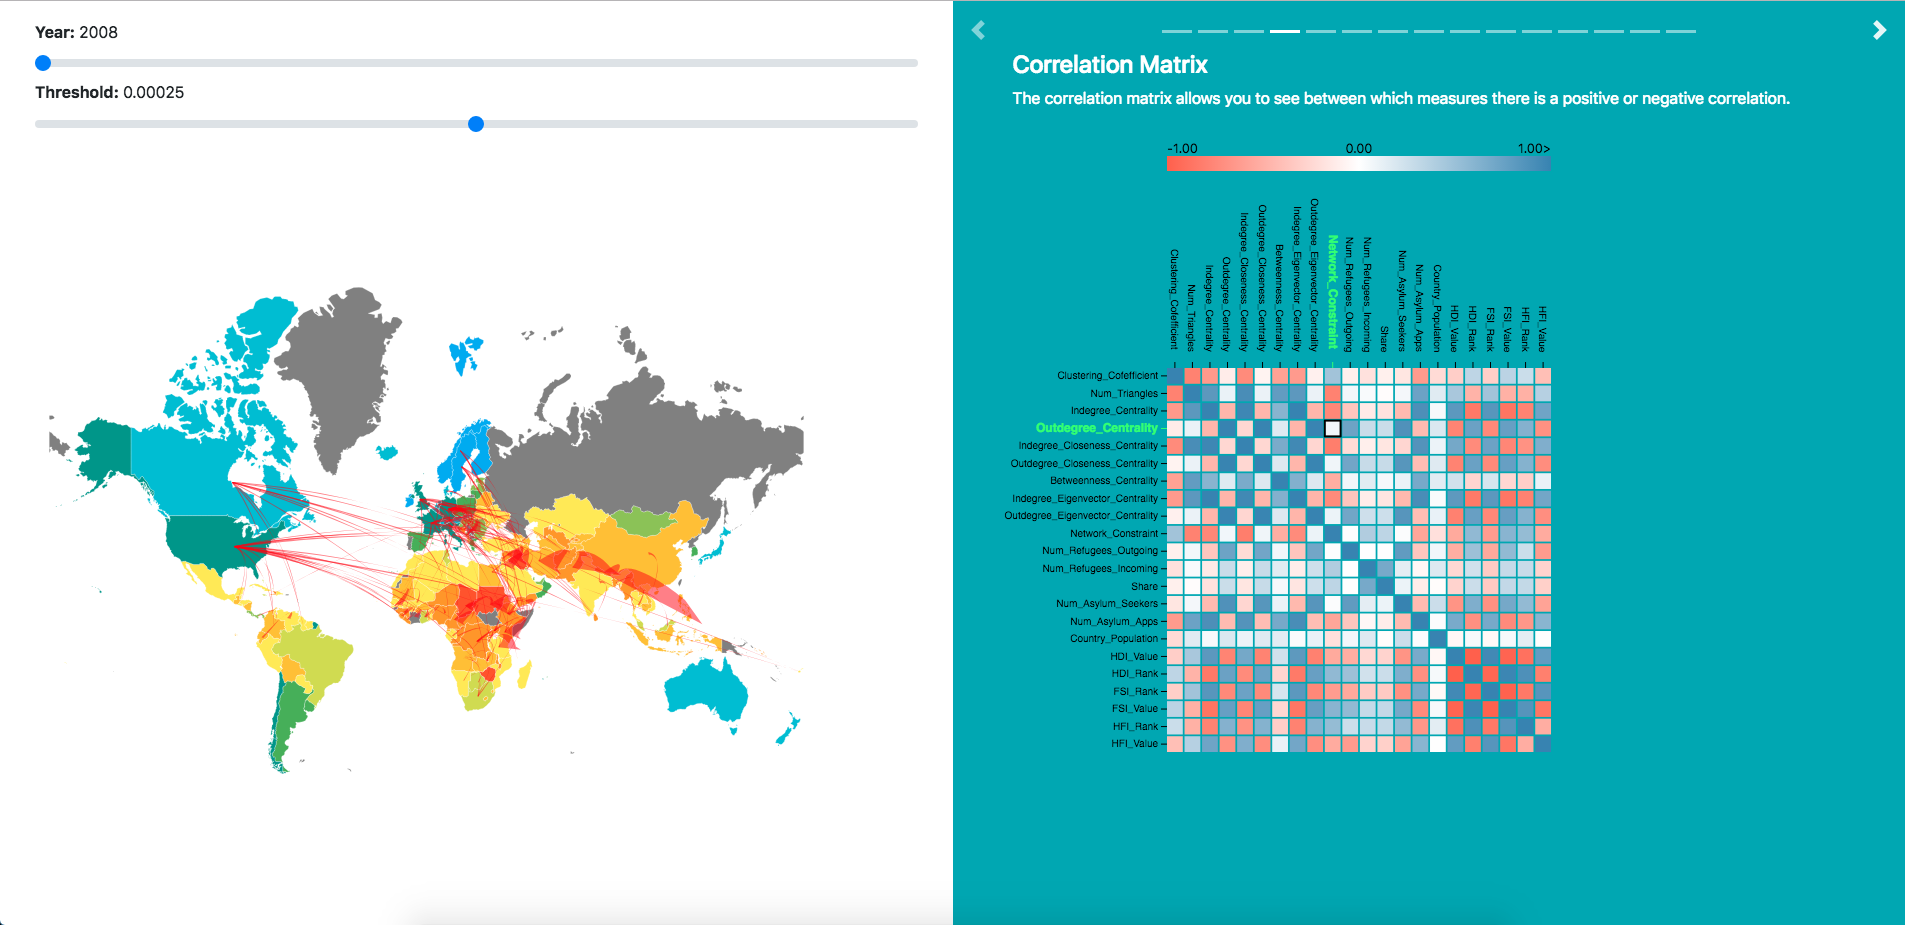 Year: 2008
Threshold: 0.00025
Correlation Matrix
The correlation matrix allows you to see between which measures there is a positive or negative correlation.
-1.00
0.00
1.00>
Clustering_Cofefficient
Num_Triangles
Indegree_Centrality
Outdegree_Centrality
Indegree_Closeness_Centrality
Outdegree_Closeness_Centrality
Betweenness_Centrality
Indegree_Eigenvector_Centrality
Outdegree_Eigenvector_Centrality
Network_Constraint
Num_Refugees_Outgoing
Num_Refugees_Incoming
Share
Num_Asylum_Seekers
Num_Asylum_Apps
Country_Population
HDI_Value
HDI_Rank
FSI_Rank
FSI_Value
HFI_Rank
HFI_Value
Clustering_Cofefficient
Num_Triangles
Indegree_Centrality
Outdegree_Centrality
Indegree_Closeness_Centrality
Outdegree_Closeness_Centrality
Betweenness_Centrality
Indegree_Eigenvector_Centrality
Outdegree_Eigenvector_Centrality
Network_Constraint
Num_Refugees_Outgoing
Num_Refugees_Incoming
Share
Num_Asylum_Seekers
Num_Asylum_Apps
Country_Population
HDI_Value
HDI_Rank
FSI_Rank
FSI_Value
HFI_Rank
HFI_Value